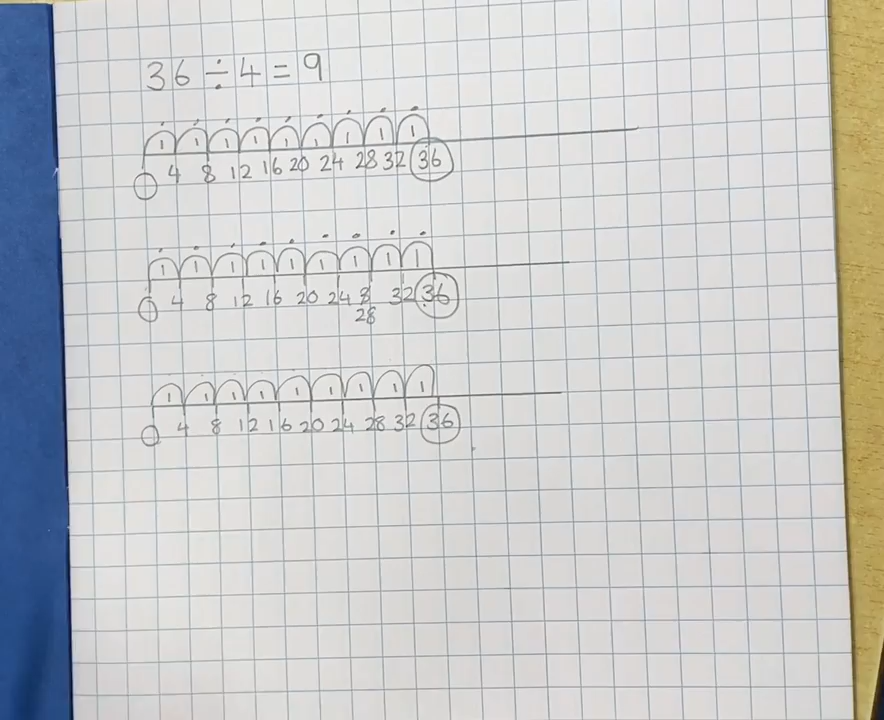 36 ÷ 4 = 9
1 1 1 1 1 1 1 1 1
0 4 8 12 16 20 24 28 32 36
1 1 1 1 1 1 1 1 1
0 4 8 12 16 20 24 8 32 36
28
1 1 1 1 1 1 1 1 1
0 4 8 12 16 20 24 28 32 36